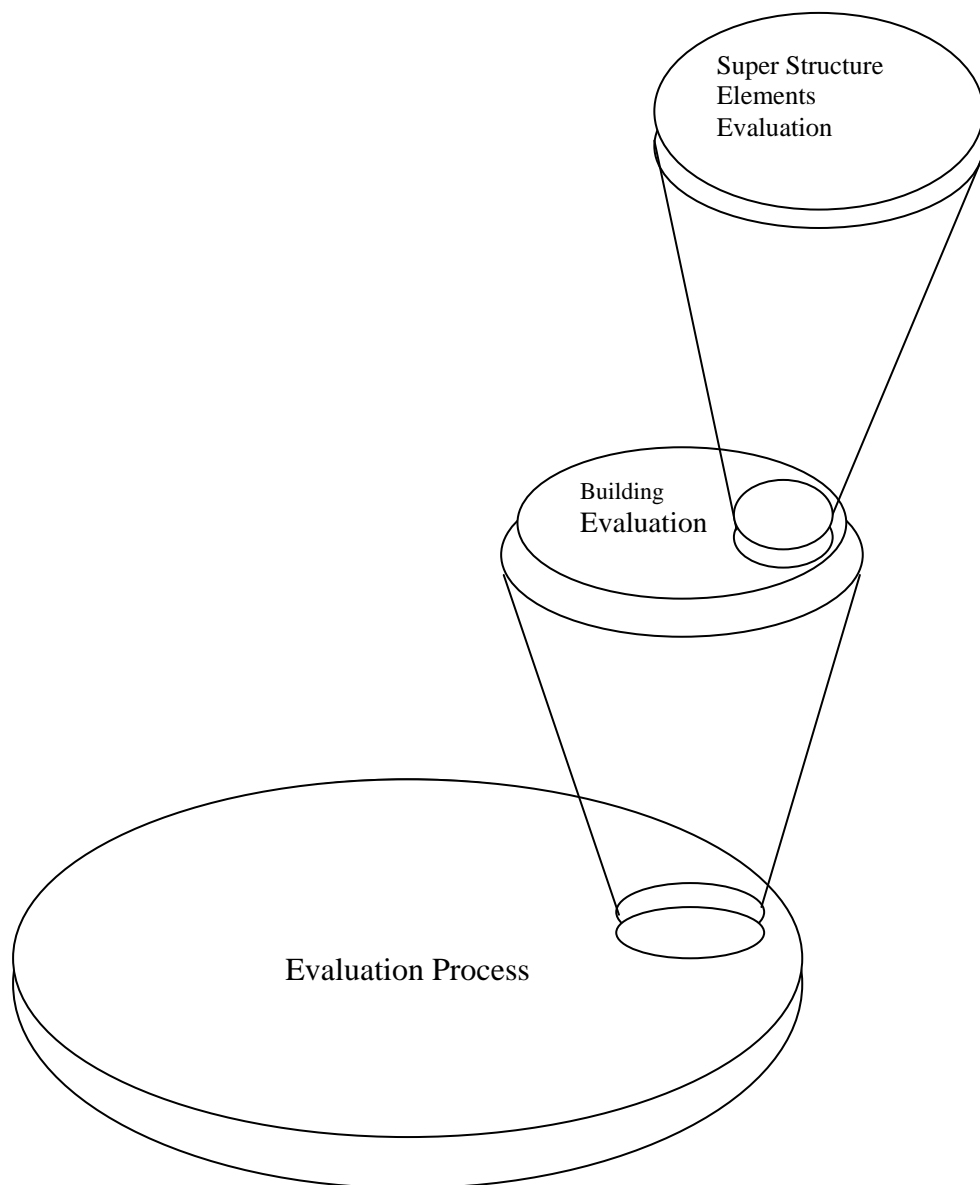 Super Structure
Elements
Evaluation
Building
Evaluation
Evaluation Process